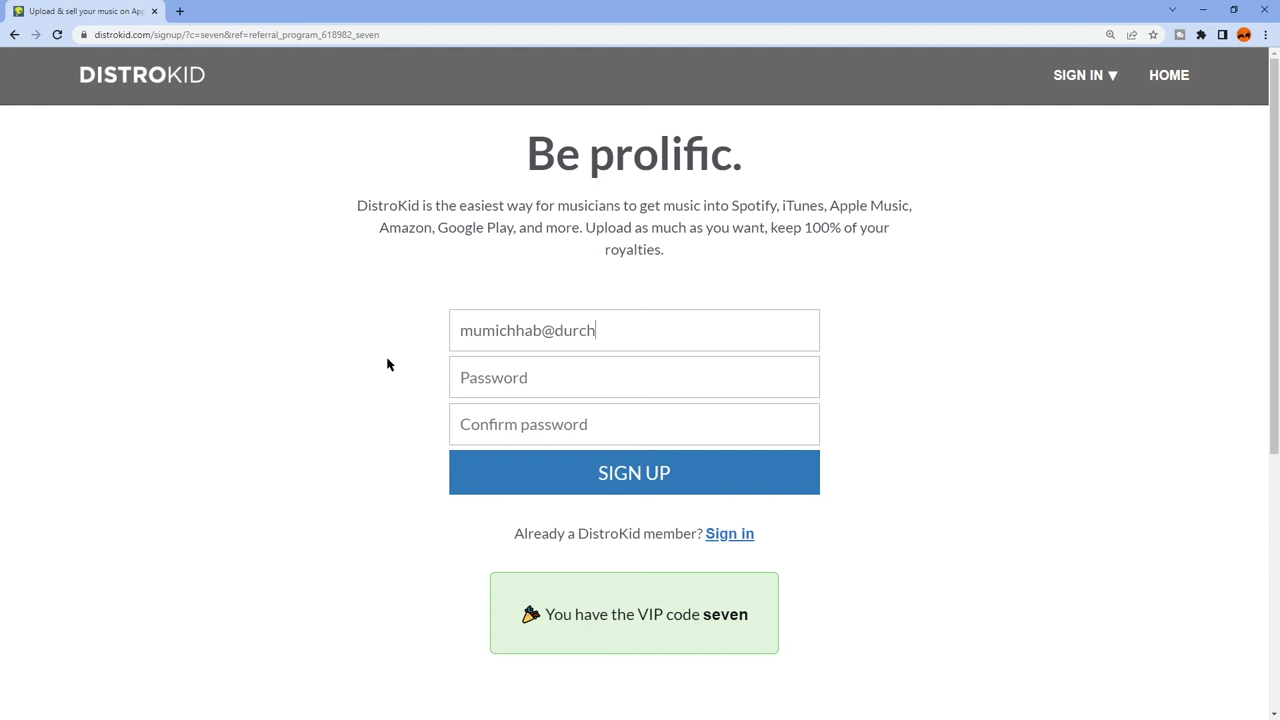 Upload & sell your music on App
distrokid.com/signup/?c=seven&ref=referral_program_618982_seven
DISTROKID
SIGN IN ▼
HOME
Be prolific.
DistroKid is the easiest way for musicians to get music into Spotify, iTunes, Apple Music,
Amazon, Google Play, and more. Upload as much as you want, keep 100% of your
royalties.
mumichhab@durch
Password
Confirm password
SIGN UP
Already a DistroKid member? Sign in
You have the VIP code seven